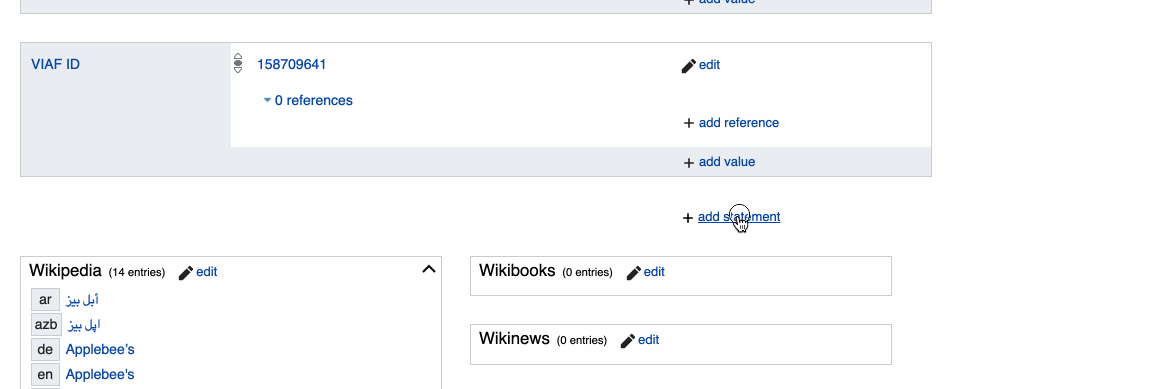 + add value
VIAF ID
158709641
edit
0 references
+ add reference
+ add value
+ add statement
Wikipedia (14 entries) edit
ar أبل بيز
azb اپل بیز
de Applebee’s
en Applebee's
Wikibooks (0 entries) edit
Wikinews (0 entries) edit